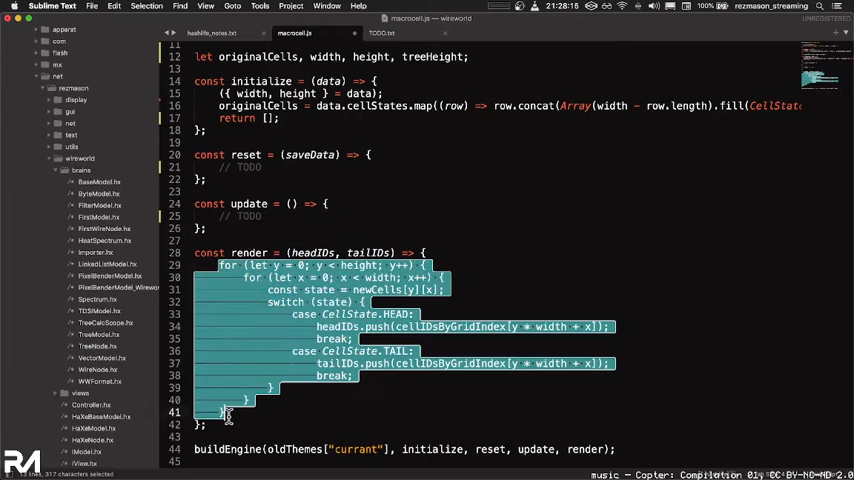 Sublime Text File Edit Selection Find View Goto Tools Project Window Help 100% 21:28:15 rezmason_streaming
macrocell.js — wireworld UNREGISTERED
hashlife_notes.txt macrocell.js TODO.txt
apparat
com
flash
mx
net
rezmason
display
gui
net
text
utils
wireworld
brains
BaseModel.hx
ByteModel.hx
FilterModel.hx
FirstModel.hx
FirstWireNode.hx
HeatSpectrum.hx
Importer.hx
LinkedListModel.hx
PixelBenderModel.hx
PixelBenderModel_Wireworl
Spectrum.hx
TDSIModel.hx
TreeCalcScope.hx
TreeModel.hx
TreeNode.hx
VectorModel.hx
WireNode.hx
WWFormat.hx
views
Controller.hx
HaXeBaseModel.hx
HaXeModel.hx
HaXeNode.hx
IModel.hx
IView.hx
11
12 let originalCells, width, height, treeHeight;
13
14 const initialize = (data) => {
15 ({ width, height } = data);
16 originalCells = data.cellStates.map((row) => row.concat(Array(width - row.length).fill(CellState
17 return [];
18 };
19
20 const reset = (saveData) => {
21 // TODO
22 };
23
24 const update = () => {
25 // TODO
26 };
27
28 const render = (headIDs, tailIDs) => {
29 for (let y = 0; y < height; y++) {
30 for (let x = 0; x < width; x++) {
31 const state = newCells[y][x];
32 switch (state) {
33 case CellState.HEAD:
34 headIDs.push(cellIDsByGridIndex[y * width + x]);
35 break;
36 case CellState.TAIL:
37 tailIDs.push(cellIDsByGridIndex[y * width + x]);
38 break;
39 }
40 }
41 }
42 };
43
44 buildEngine(oldThemes["currant"], initialize, reset, update, render);
45
RM
13 lines, 317 characters selected
music - Copter: Compilation 01: CC BY-NC-ND 2.0